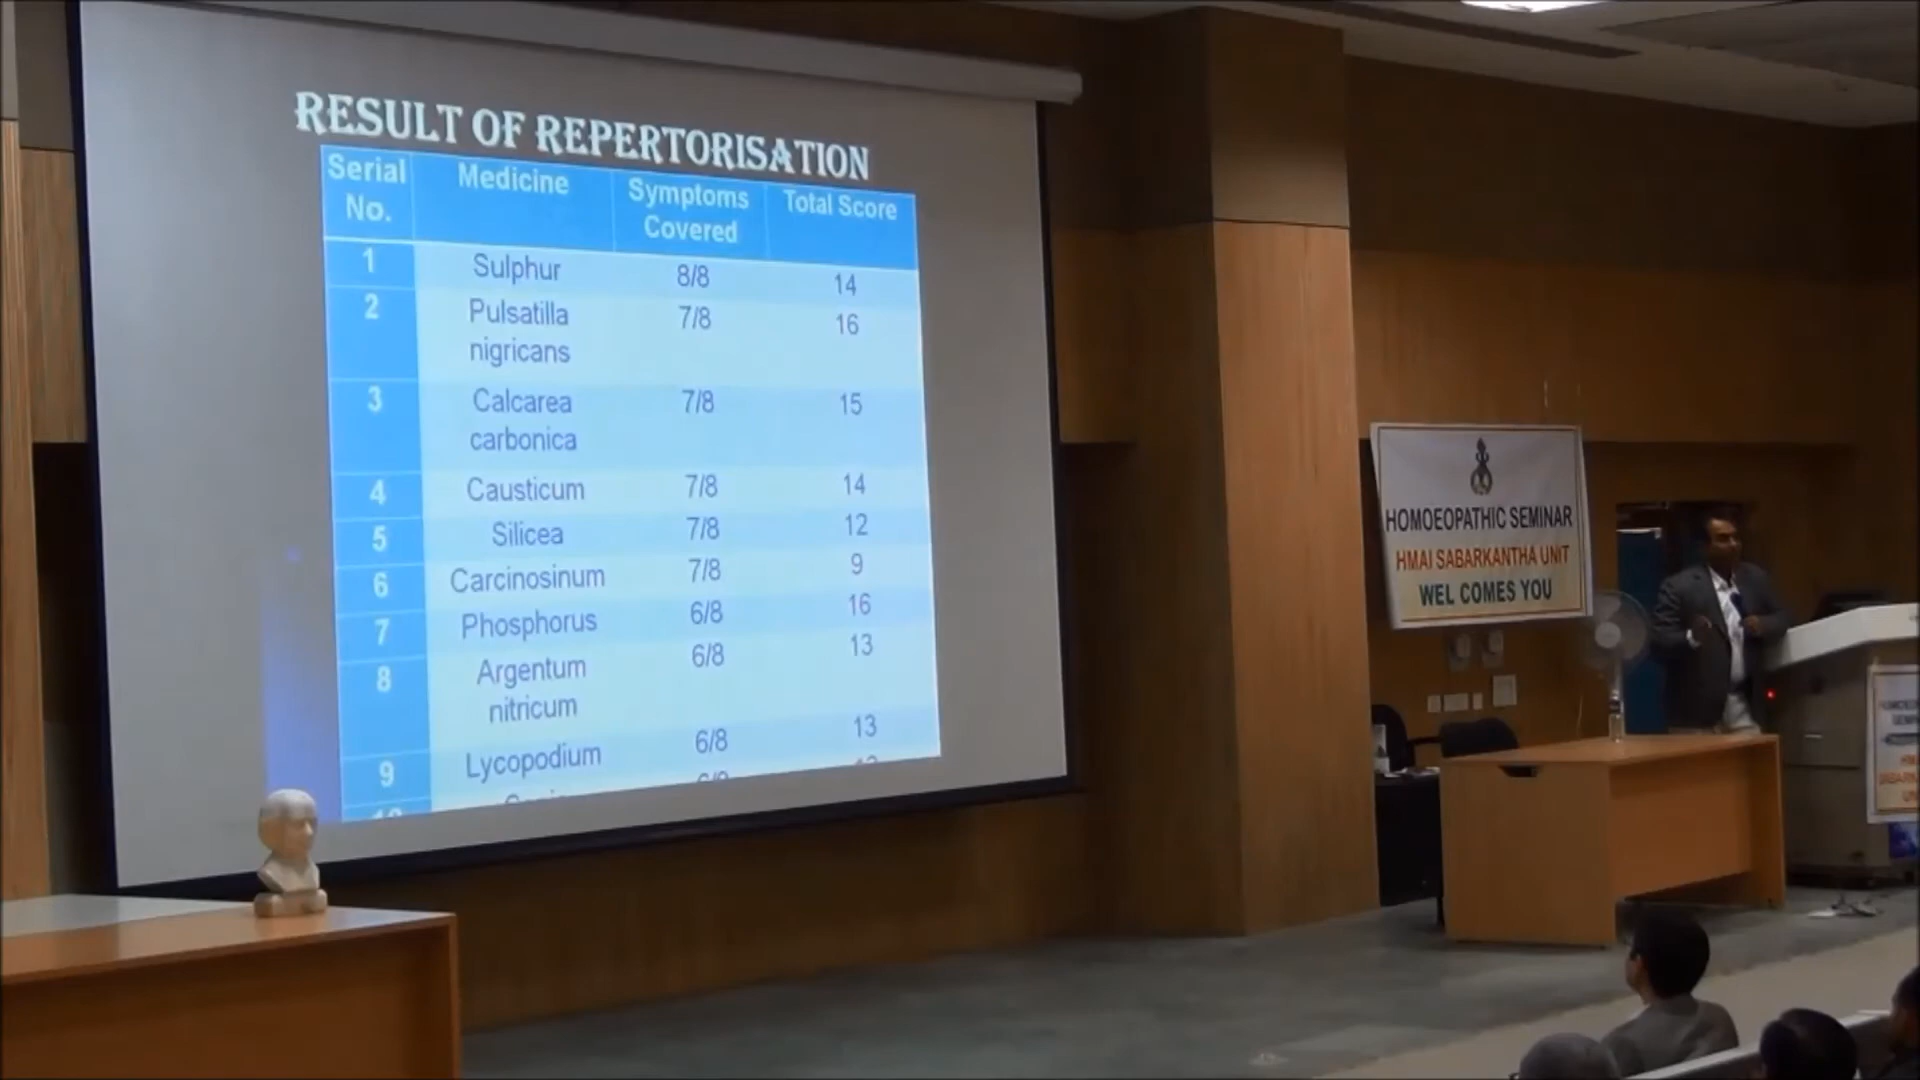 RESULT OF REPERTORISATION
Serial No. Medicine Symptoms Covered Total Score
1 Sulphur 8/8 14
2 Pulsatilla nigricans 7/8 16
3 Calcarea carbonica 7/8 15
4 Causticum 7/8 14
5 Silicea 7/8 12
6 Carcinosinum 7/8 9
7 Phosphorus 6/8 16
8 Argentum nitricum 6/8 13
9 Lycopodium 6/8 13
HOMOEOPATHIC SEMINAR
HMAI SABARKANTHA UNIT
WEL COMES YOU